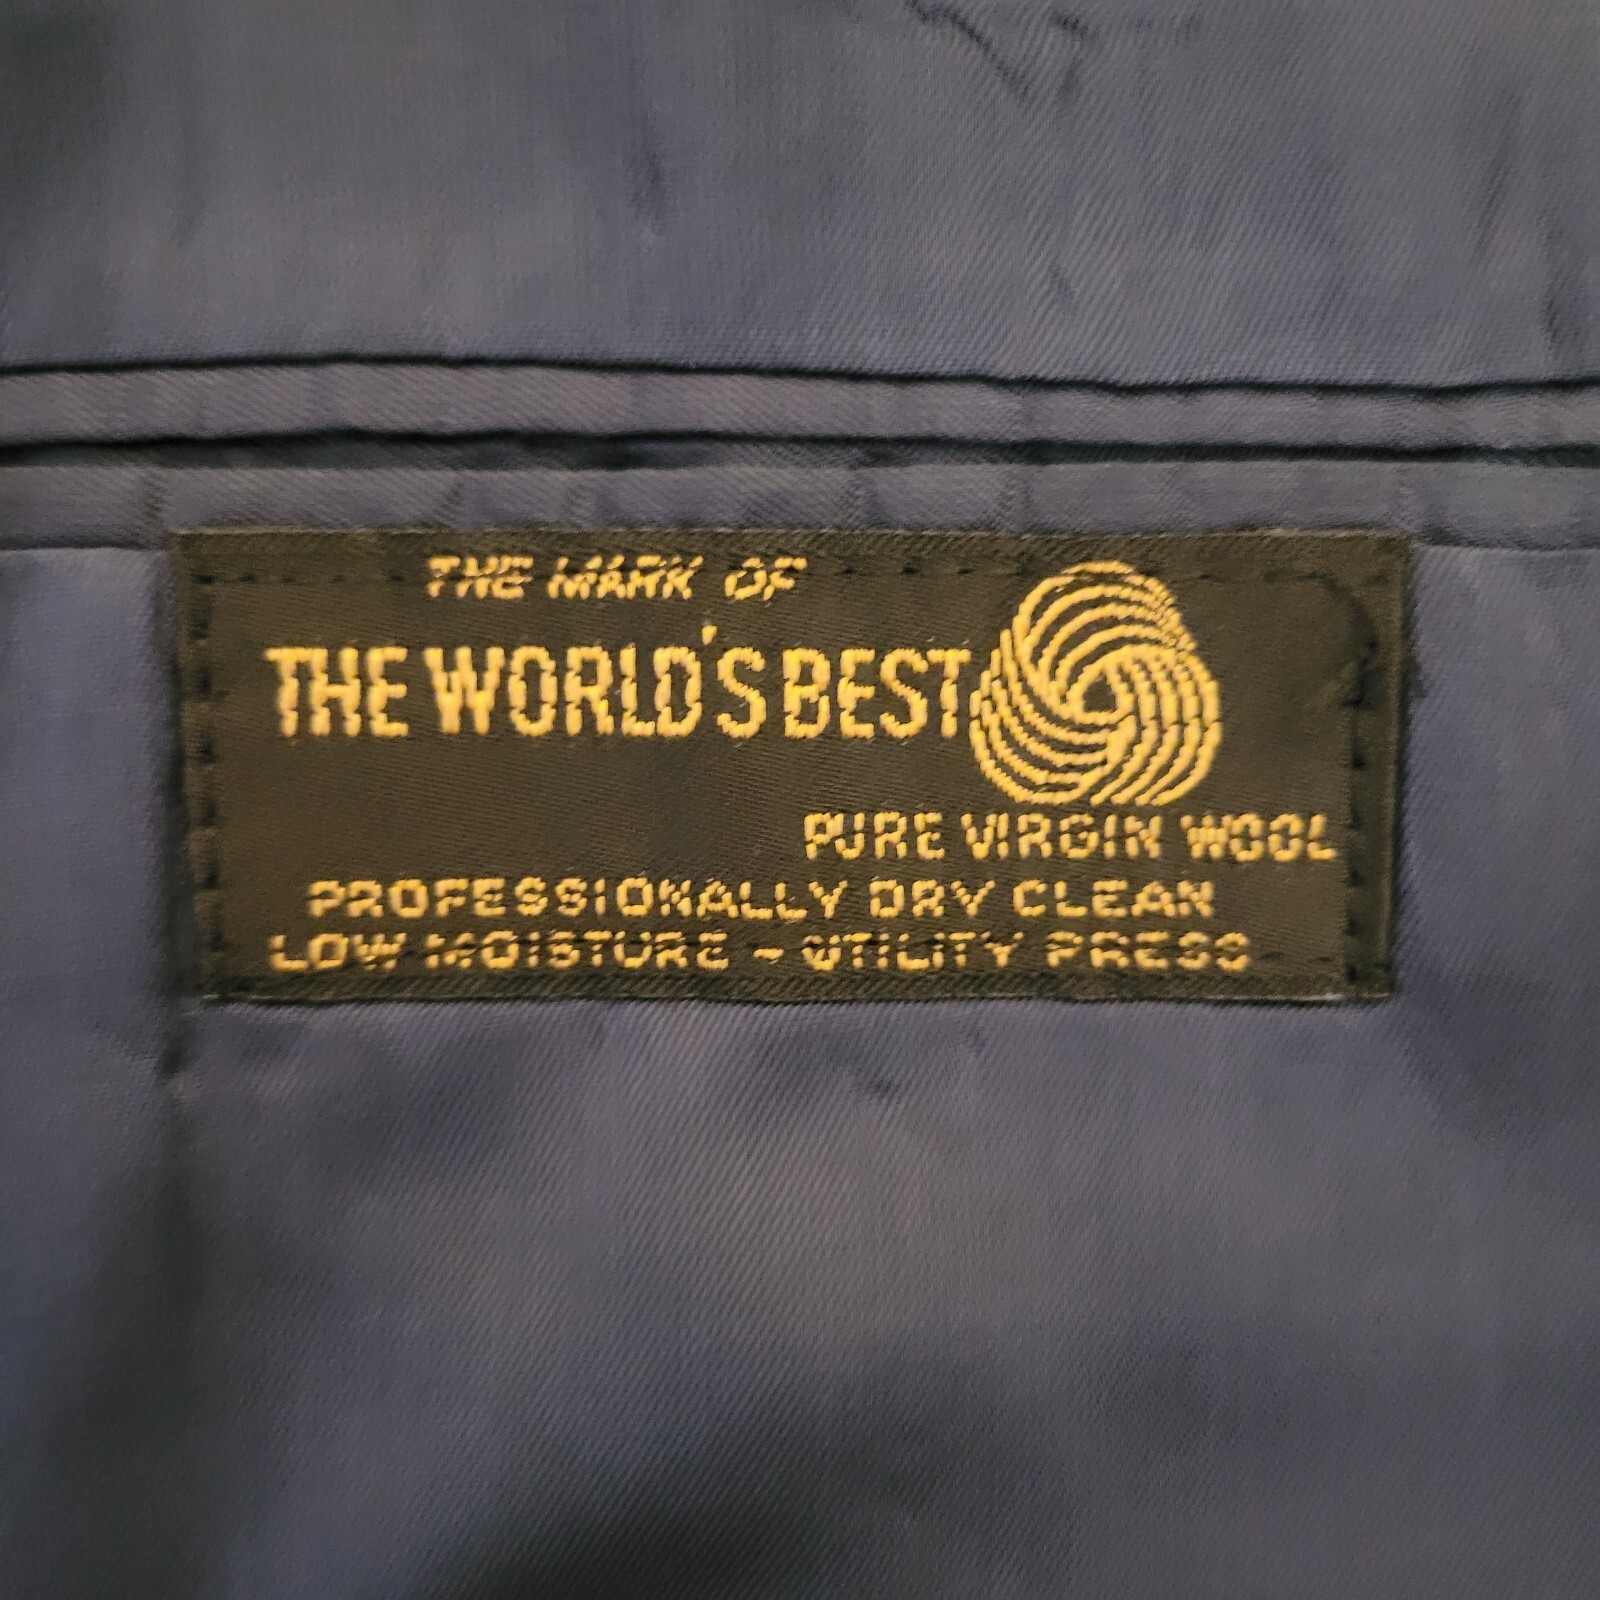 THE MARK OF
THE WORLD'S BEST
PURE VIRGIN WOOL
PROFESSIONALLY DRY CLEAN
LOW MOISTURE - UTILITY PRESS